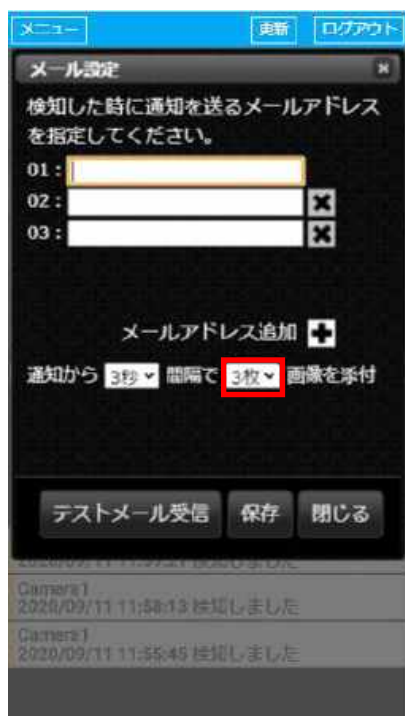 メニュー 更新 ログアウト
メール設定
検知した時に通知を送るメールアドレス
を指定してください。
01 :
02 :
03 :
メールアドレス追加
通知から 3秒 間隔で 3枚 画像を添付
テストメール受信 保存 閉じる
Camera1
2020/09/11 11:58:13 検知しました
Camera1
2020/09/11 11:55:45 検知しました